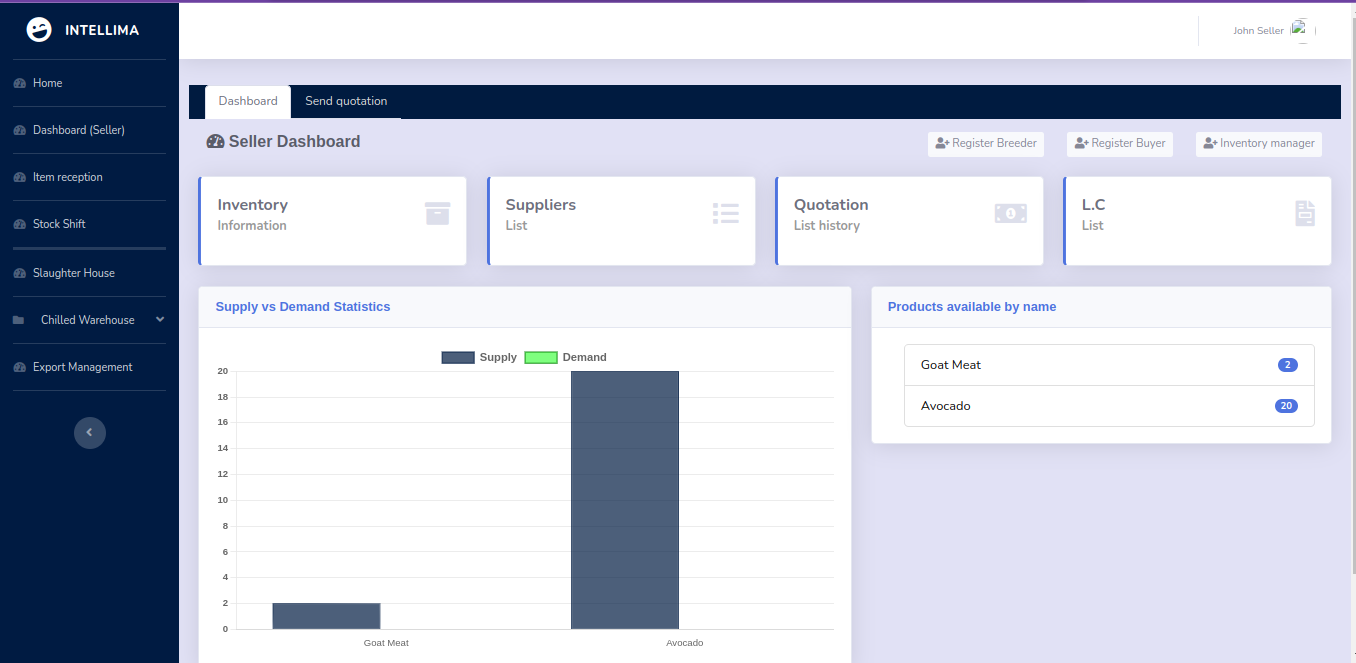 INTELLIMA
Home
Dashboard (Seller)
Item reception
Stock Shift
Slaughter House
Chilled Warehouse
Export Management
John Seller
Dashboard
Send quotation
Seller Dashboard
Register Breeder
Register Buyer
Inventory manager
Inventory
Information
Suppliers
List
Quotation
List history
L.C
List
Supply vs Demand Statistics
Supply
Demand
20
18
16
14
12
10
8
6
4
2
0
Goat Meat
Avocado
Products available by name
Goat Meat 2
Avocado 20